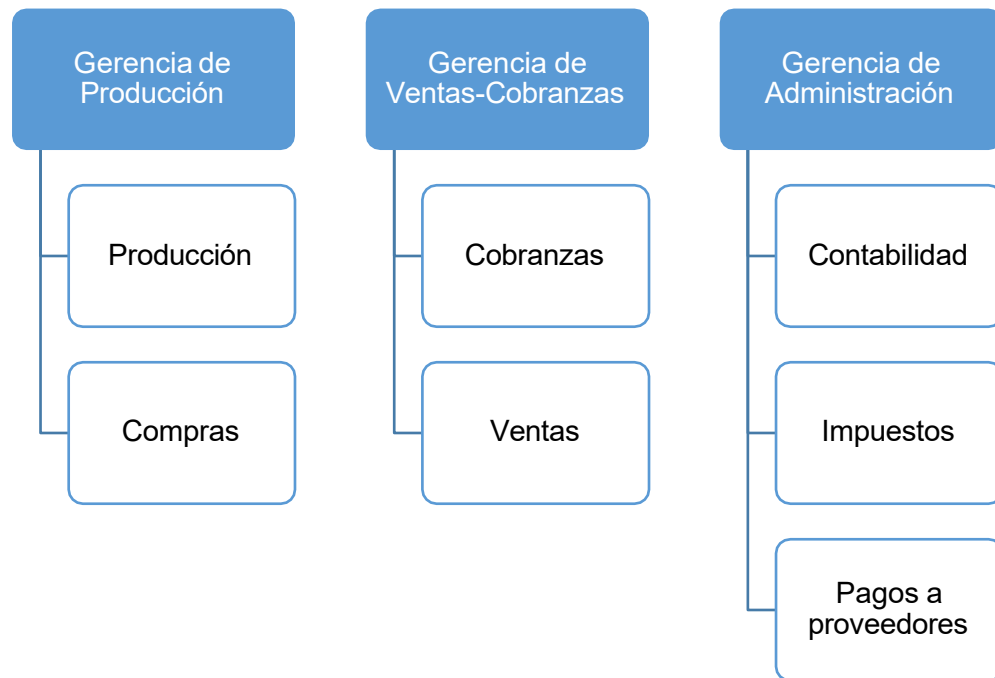 Gerencia de
Producción
Producción
Compras
Gerencia de
Ventas-Cobranzas
Cobranzas
Ventas
Gerencia de
Administración
Contabilidad
Impuestos
Pagos a
proveedores